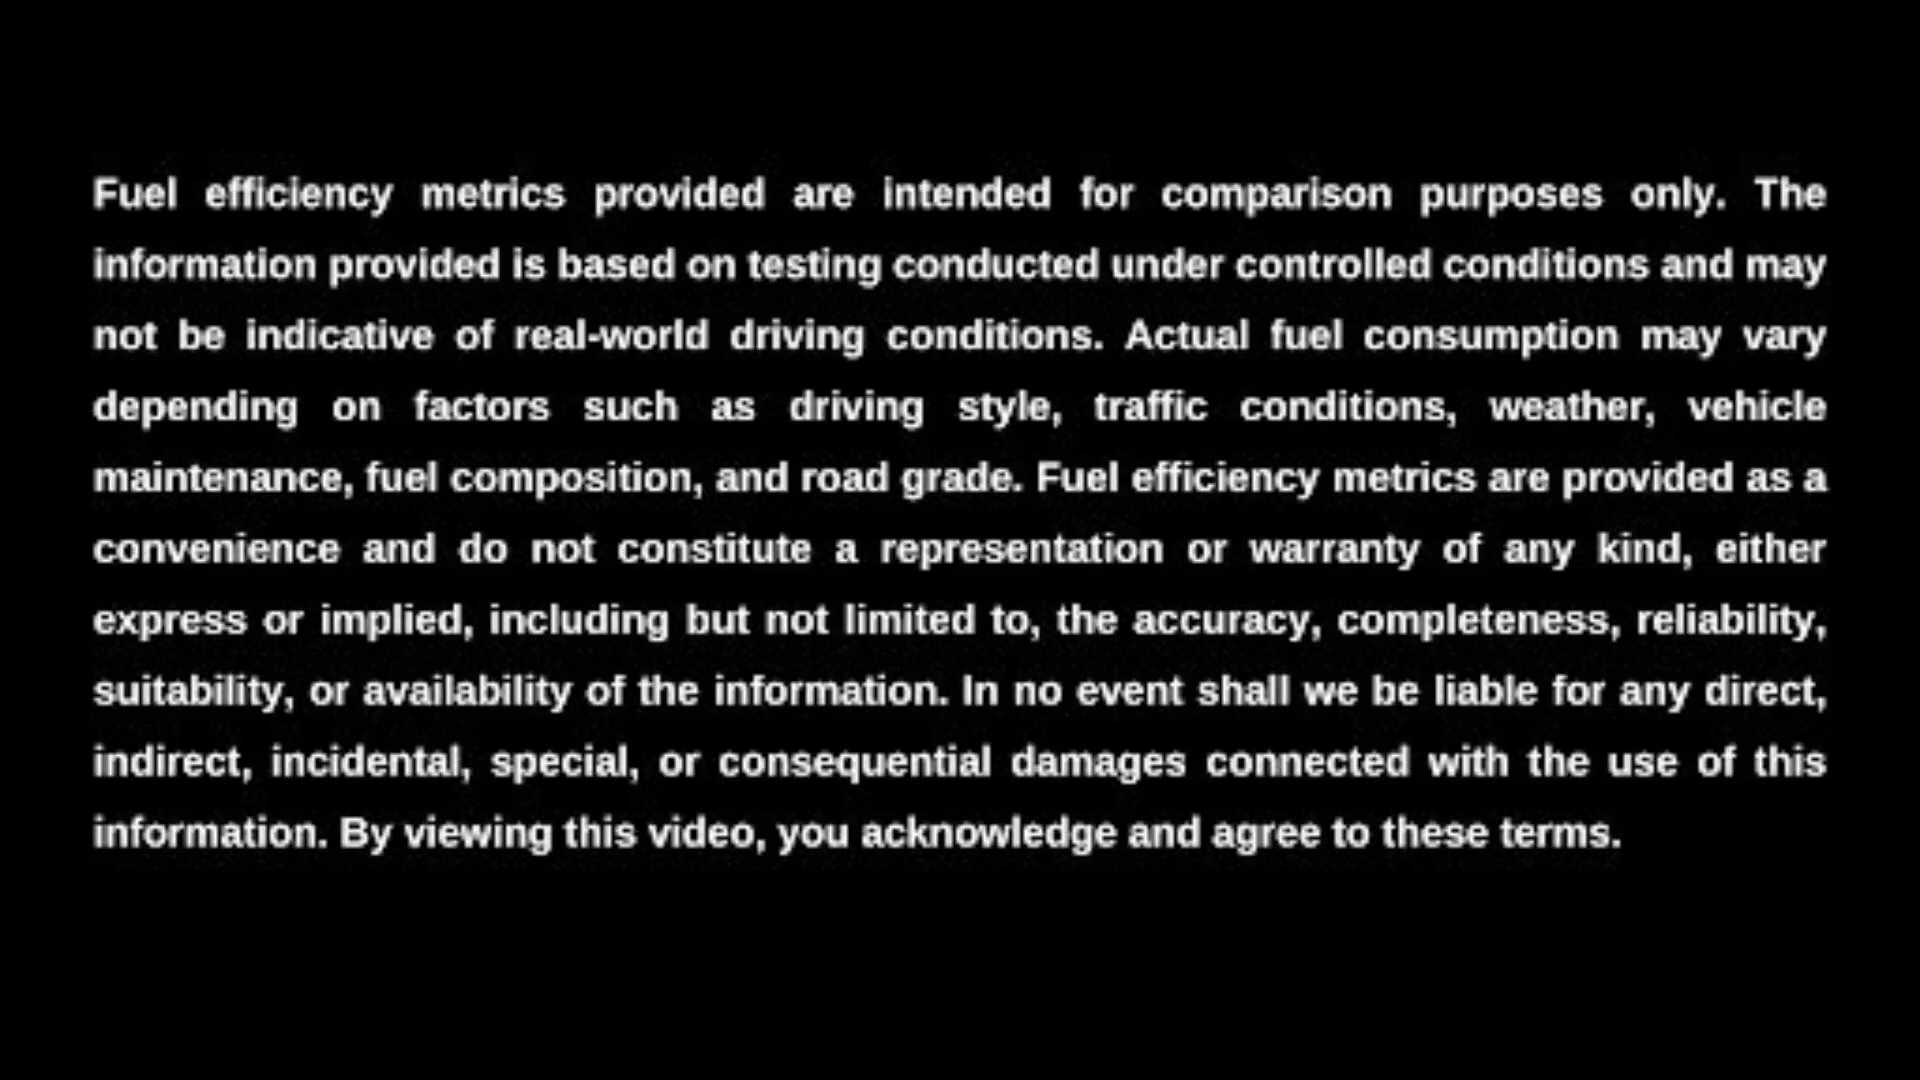 Fuel efficiency metrics provided are intended for comparison purposes only. The
information provided is based on testing conducted under controlled conditions and may
not be indicative of real-world driving conditions. Actual fuel consumption may vary
depending on factors such as driving style, traffic conditions, weather, vehicle
maintenance, fuel composition, and road grade. Fuel efficiency metrics are provided as a
convenience and do not constitute a representation or warranty of any kind, either
express or implied, including but not limited to, the accuracy, completeness, reliability,
suitability, or availability of the information. In no event shall we be liable for any direct,
indirect, incidental, special, or consequential damages connected with the use of this
information. By viewing this video, you acknowledge and agree to these terms.